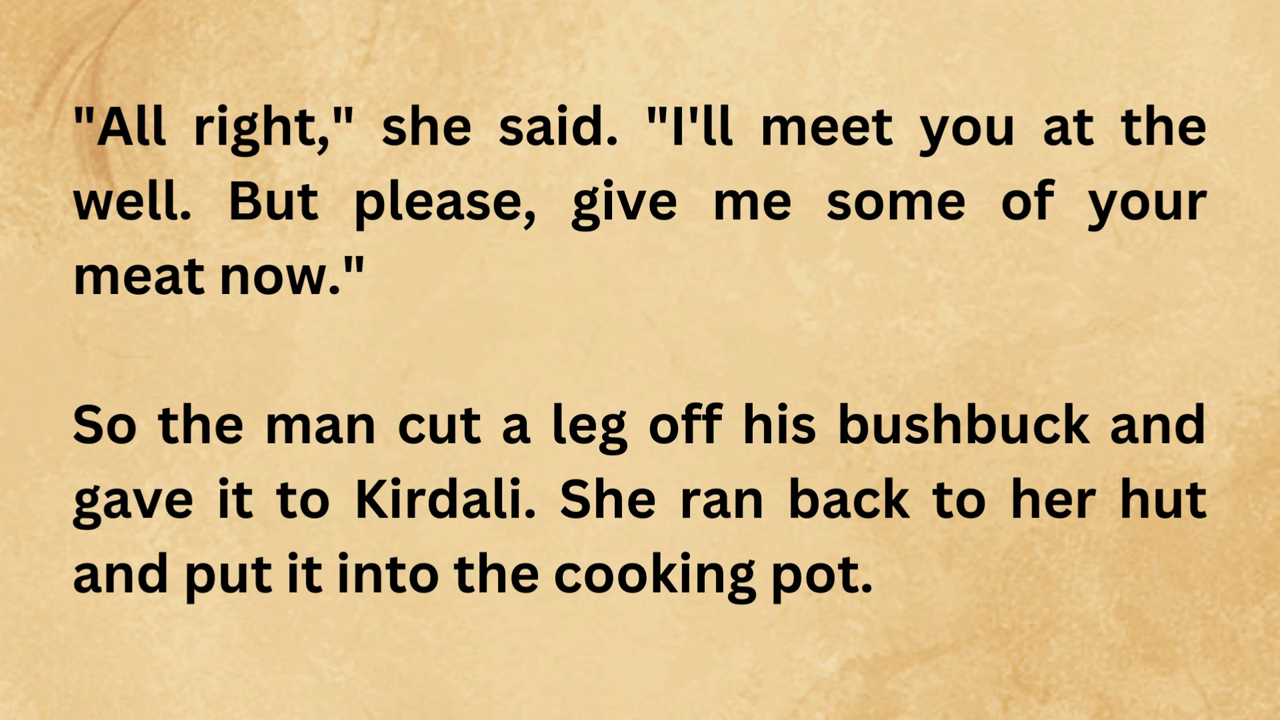 "All right," she said. "I'll meet you at the
well. But please, give me some of your
meat now."
So the man cut a leg off his bushbuck and
gave it to Kirdali. She ran back to her hut
and put it into the cooking pot.